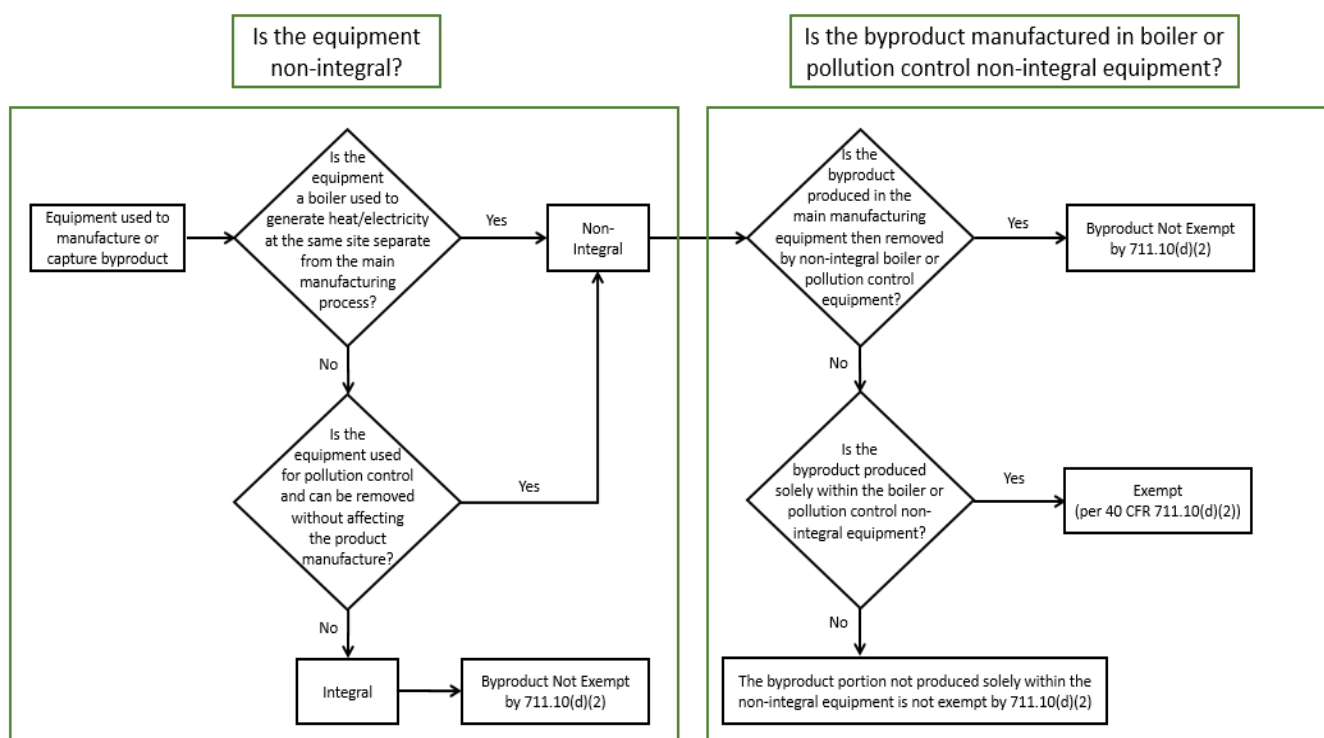 Is the equipment
non-integral?
Is the byproduct manufactured in boiler or
pollution control non-integral equipment?
Equipment used to
manufacture or
capture byproduct
Is the
equipment
a boiler used to
generate heat/electricity
at the same site separate
from the main
manufacturing
process?
Yes
Non-
Integral
No
Is the
equipment used
for pollution control
and can be removed
without affecting
the product
manufacture?
Yes
No
Integral
Byproduct Not Exempt
by 711.10(d)(2)
Is the
byproduct
produced in the
main manufacturing
equipment then removed
by non-integral boiler or
pollution control
equipment?
Yes
Byproduct Not Exempt
by 711.10(d)(2)
No
Is the
byproduct produced
solely within the boiler or
pollution control non-
integral equipment?
Yes
Exempt
(per 40 CFR 711.10(d)(2))
No
The byproduct portion not produced solely within the
non-integral equipment is not exempt by 711.10(d)(2)